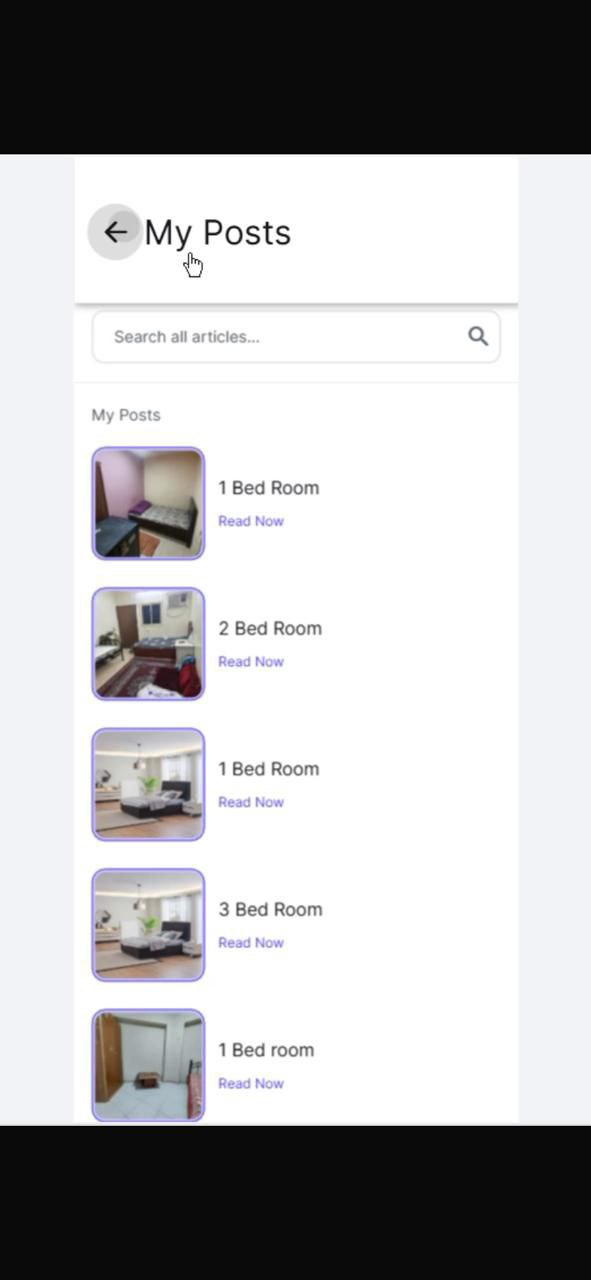 My Posts
Search all articles...
My Posts
1 Bed Room
Read Now
2 Bed Room
Read Now
1 Bed Room
Read Now
3 Bed Room
Read Now
1 Bed room
Read Now